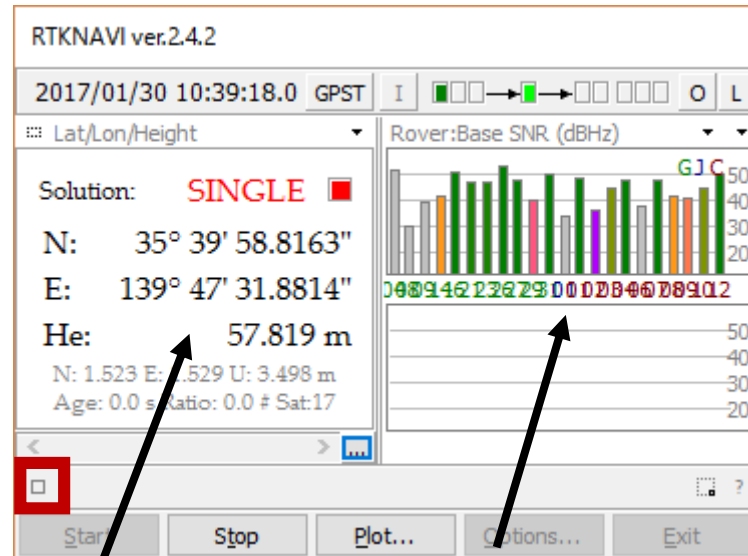 RTKNAVI ver.2.4.2
2017/01/30 10:39:18.0 GPST I O L
Lat/Lon/Height
Rover:Base SNR (dBHz)
Solution: SINGLE
N: 35° 39' 58.8163"
E: 139° 47' 31.8814"
He: 57.819 m
N: 1.523 E: 1.529 U: 3.498 m
Age: 0.0 s Ratio: 0.0 # Sat:17
G J C
50
40
30
20
50
40
30
20
...
?
Start Stop Plot... Options... Exit